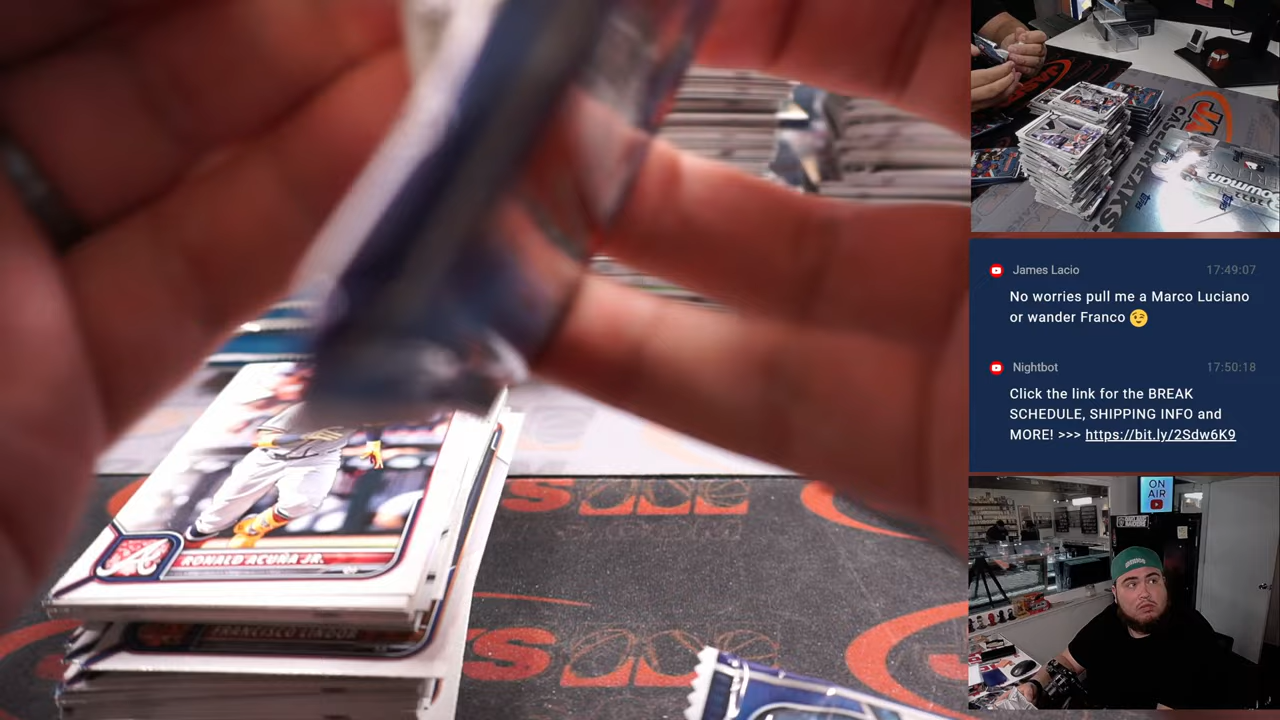 RONALD ACUÑA JR.
FRANCISCO LINDOR
James Lacio
17:49:07
No worries pull me a Marco Luciano
or wander Franco 😉
Nightbot
17:50:18
Click the link for the BREAK
SCHEDULE, SHIPPING INFO and
MORE! >>> https://bit.ly/2Sdw6K9
ON
AIR